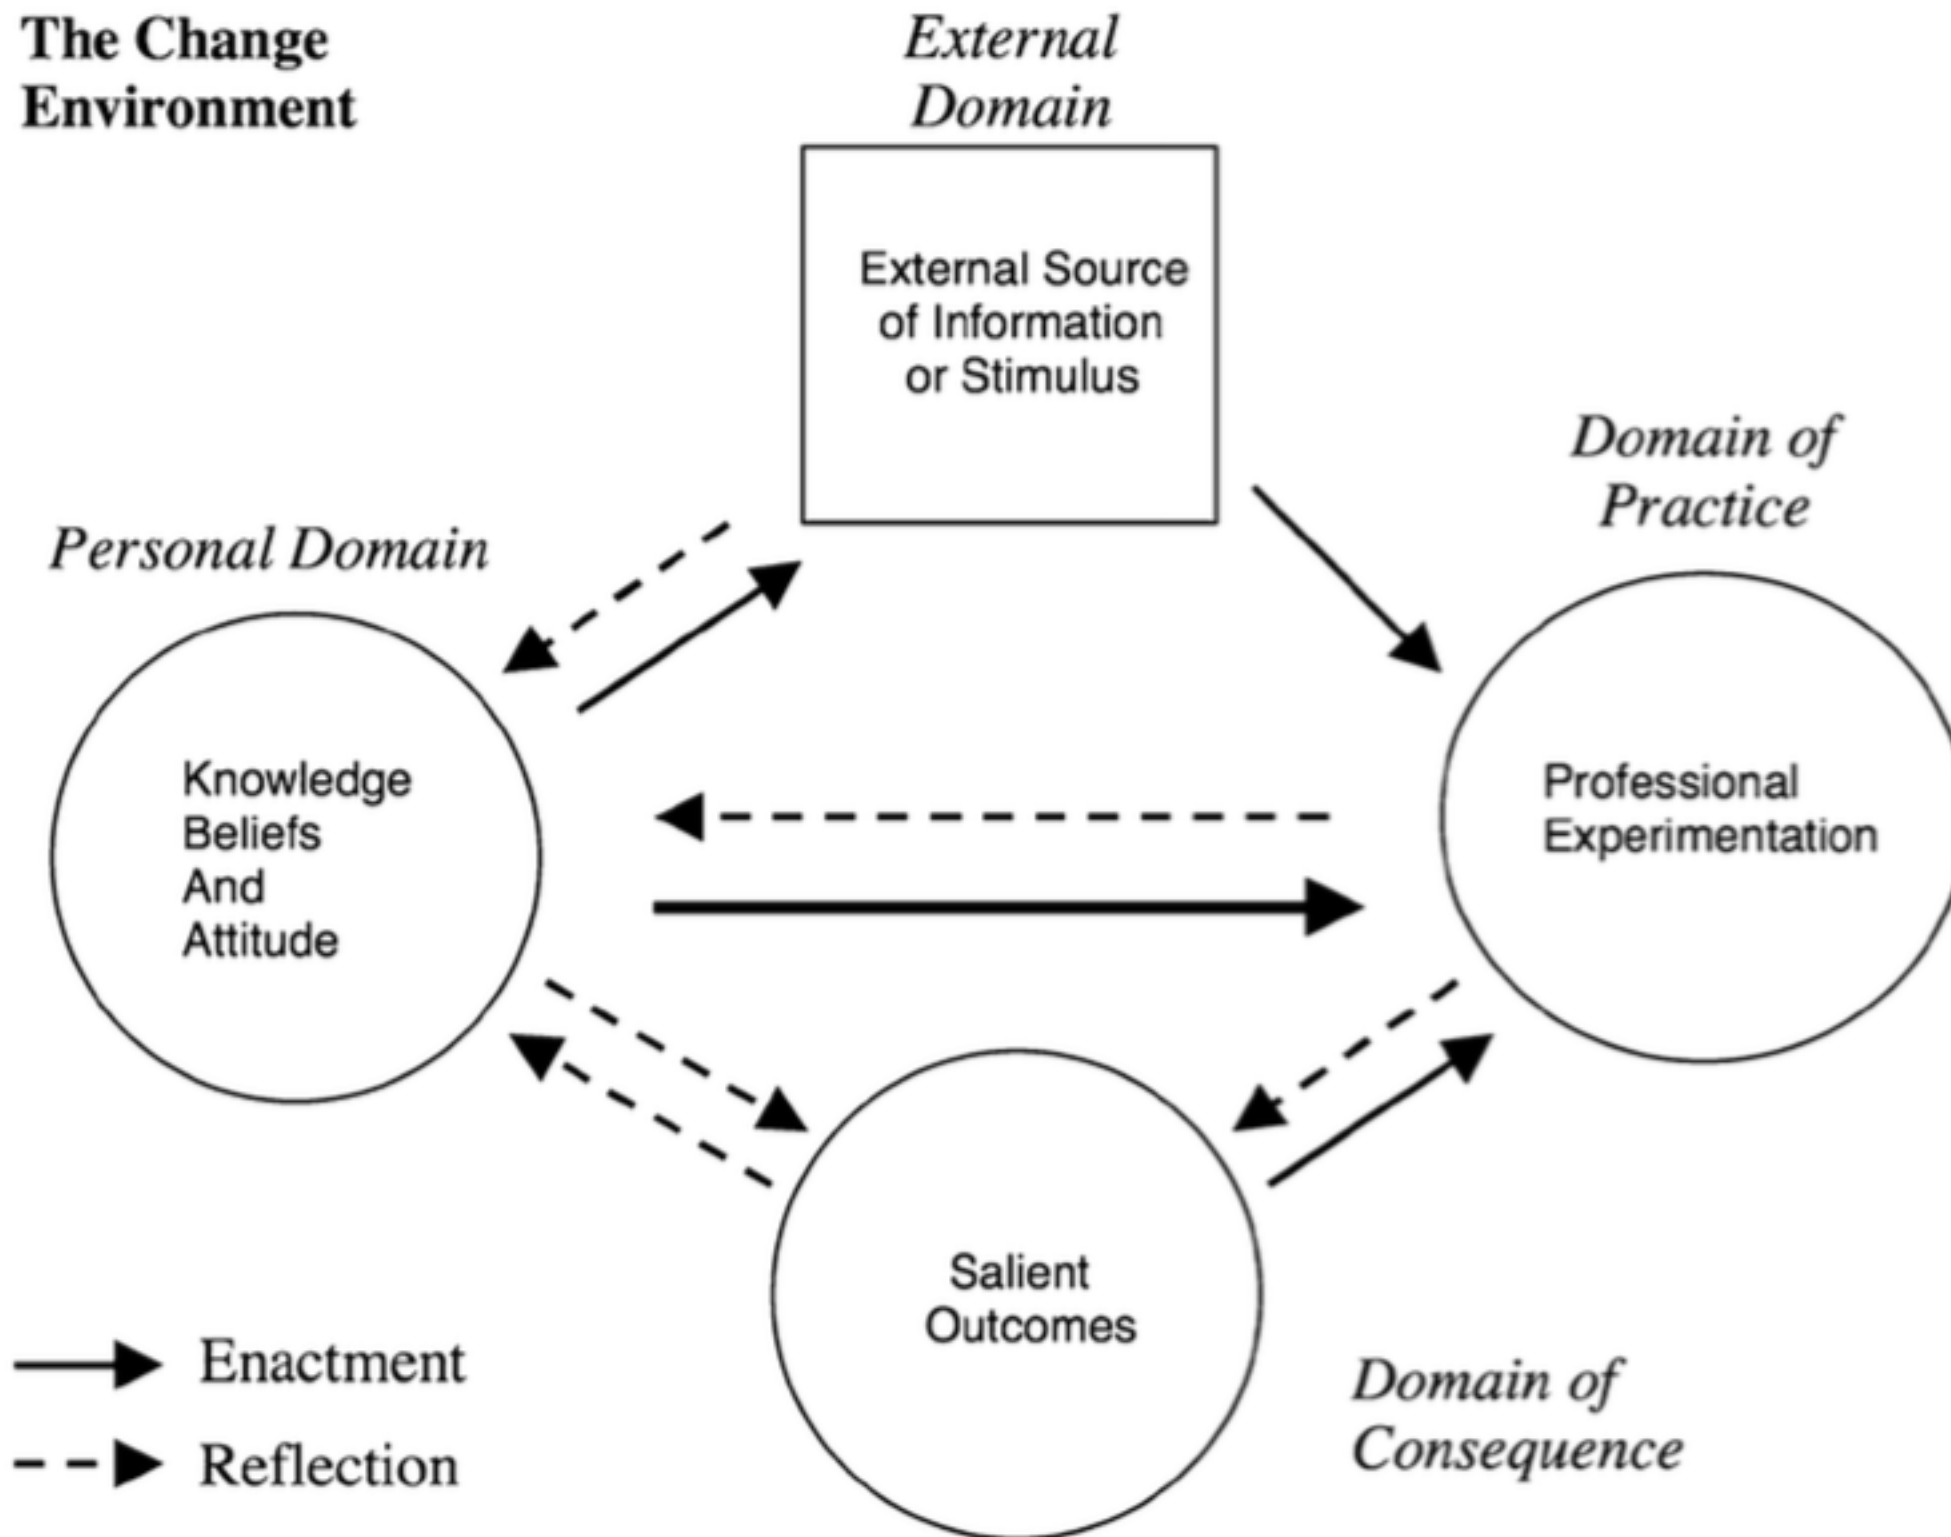 The Change
Environment
External
Domain
External Source
of Information
or Stimulus
Domain of
Practice
Personal Domain
Knowledge
Beliefs
And
Attitude
Professional
Experimentation
Salient
Outcomes
Enactment
Reflection
Domain of
Consequence